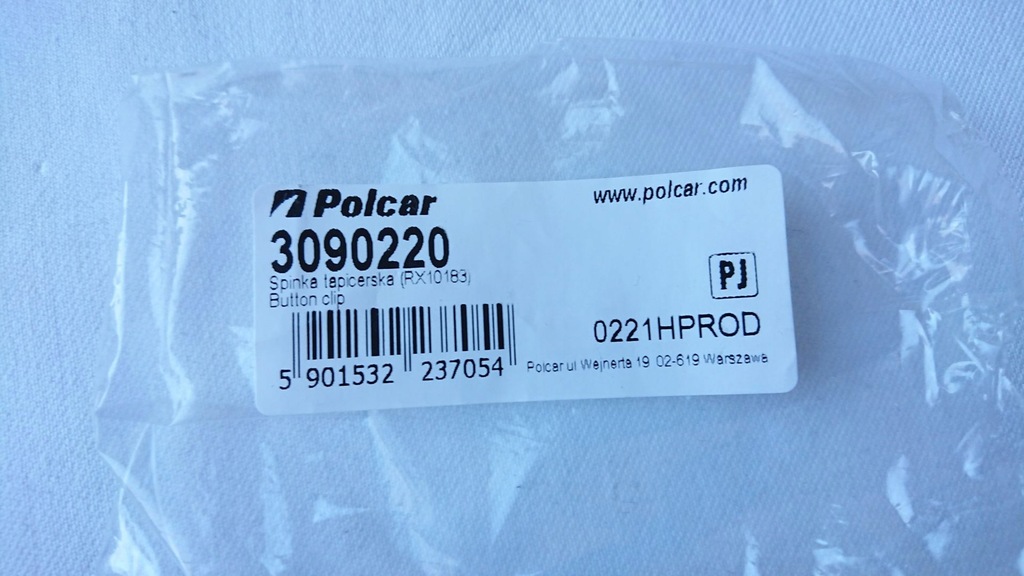 Polcar
www.polcar.com
3090220
Spinka tapicerska (RX10183)
Button clip
PJ
0221HPROD
5 901532 237054
Polcar ul Wejnerta 19 02-619 Warszawa